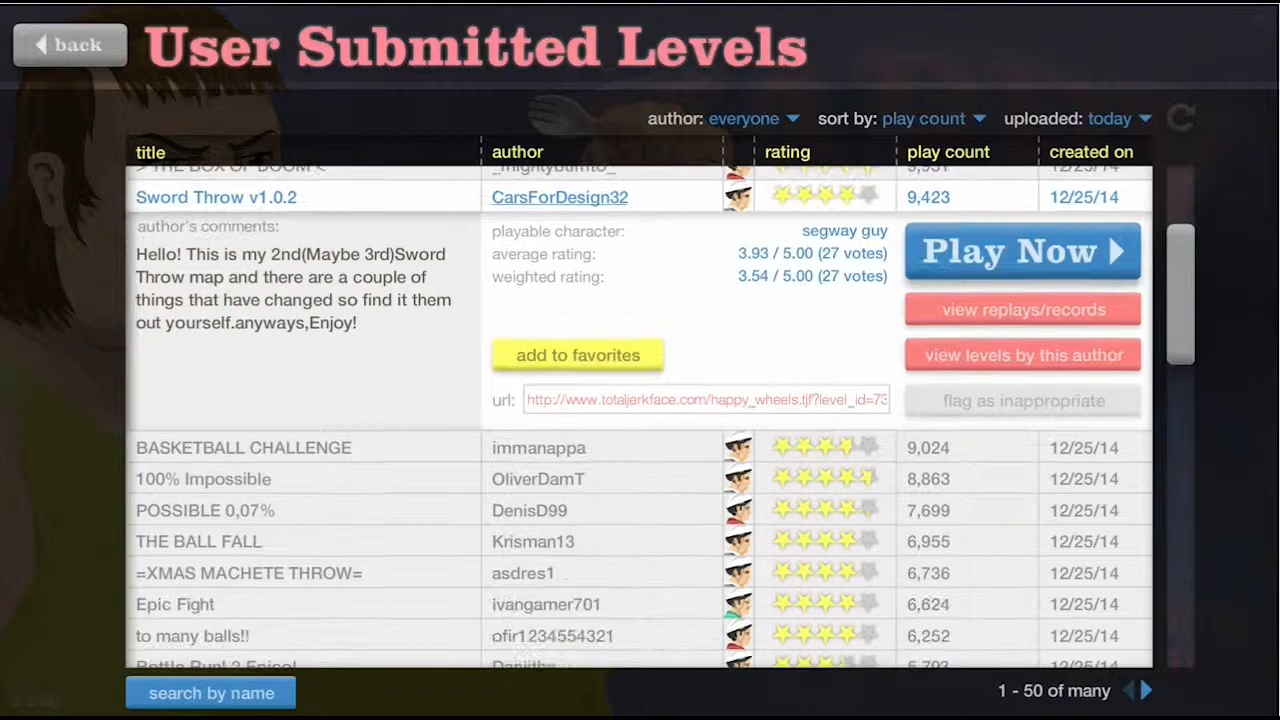 back
User Submitted Levels
author: everyone sort by: play count uploaded: today
title author rating play count created on
> THE BOX OF DOOM <
Sword Throw v1.0.2 CarsForDesign32 9,423 12/25/14
author's comments:
Hello! This is my 2nd(Maybe 3rd)Sword
Throw map and there are a couple of
things that have changed so find it them
out yourself.anyways,Enjoy!
playable character: segway guy
average rating: 3.93 / 5.00 (27 votes)
weighted rating: 3.54 / 5.00 (27 votes)
add to favorites
url: http://www.totaljerkface.com/happy_wheels.tjf?level_id=73
Play Now
view replays/records
view levels by this author
flag as inappropriate
BASKETBALL CHALLENGE immanappa 9,024 12/25/14
100% Impossible OliverDamT 8,863 12/25/14
POSSIBLE 0,07% DenisD99 7,699 12/25/14
THE BALL FALL Krisman13 6,955 12/25/14
=XMAS MACHETE THROW= asdres1 6,736 12/25/14
Epic Fight ivangamer701 6,624 12/25/14
to many balls!! ofir1234554321 6,252 12/25/14
search by name
1 - 50 of many